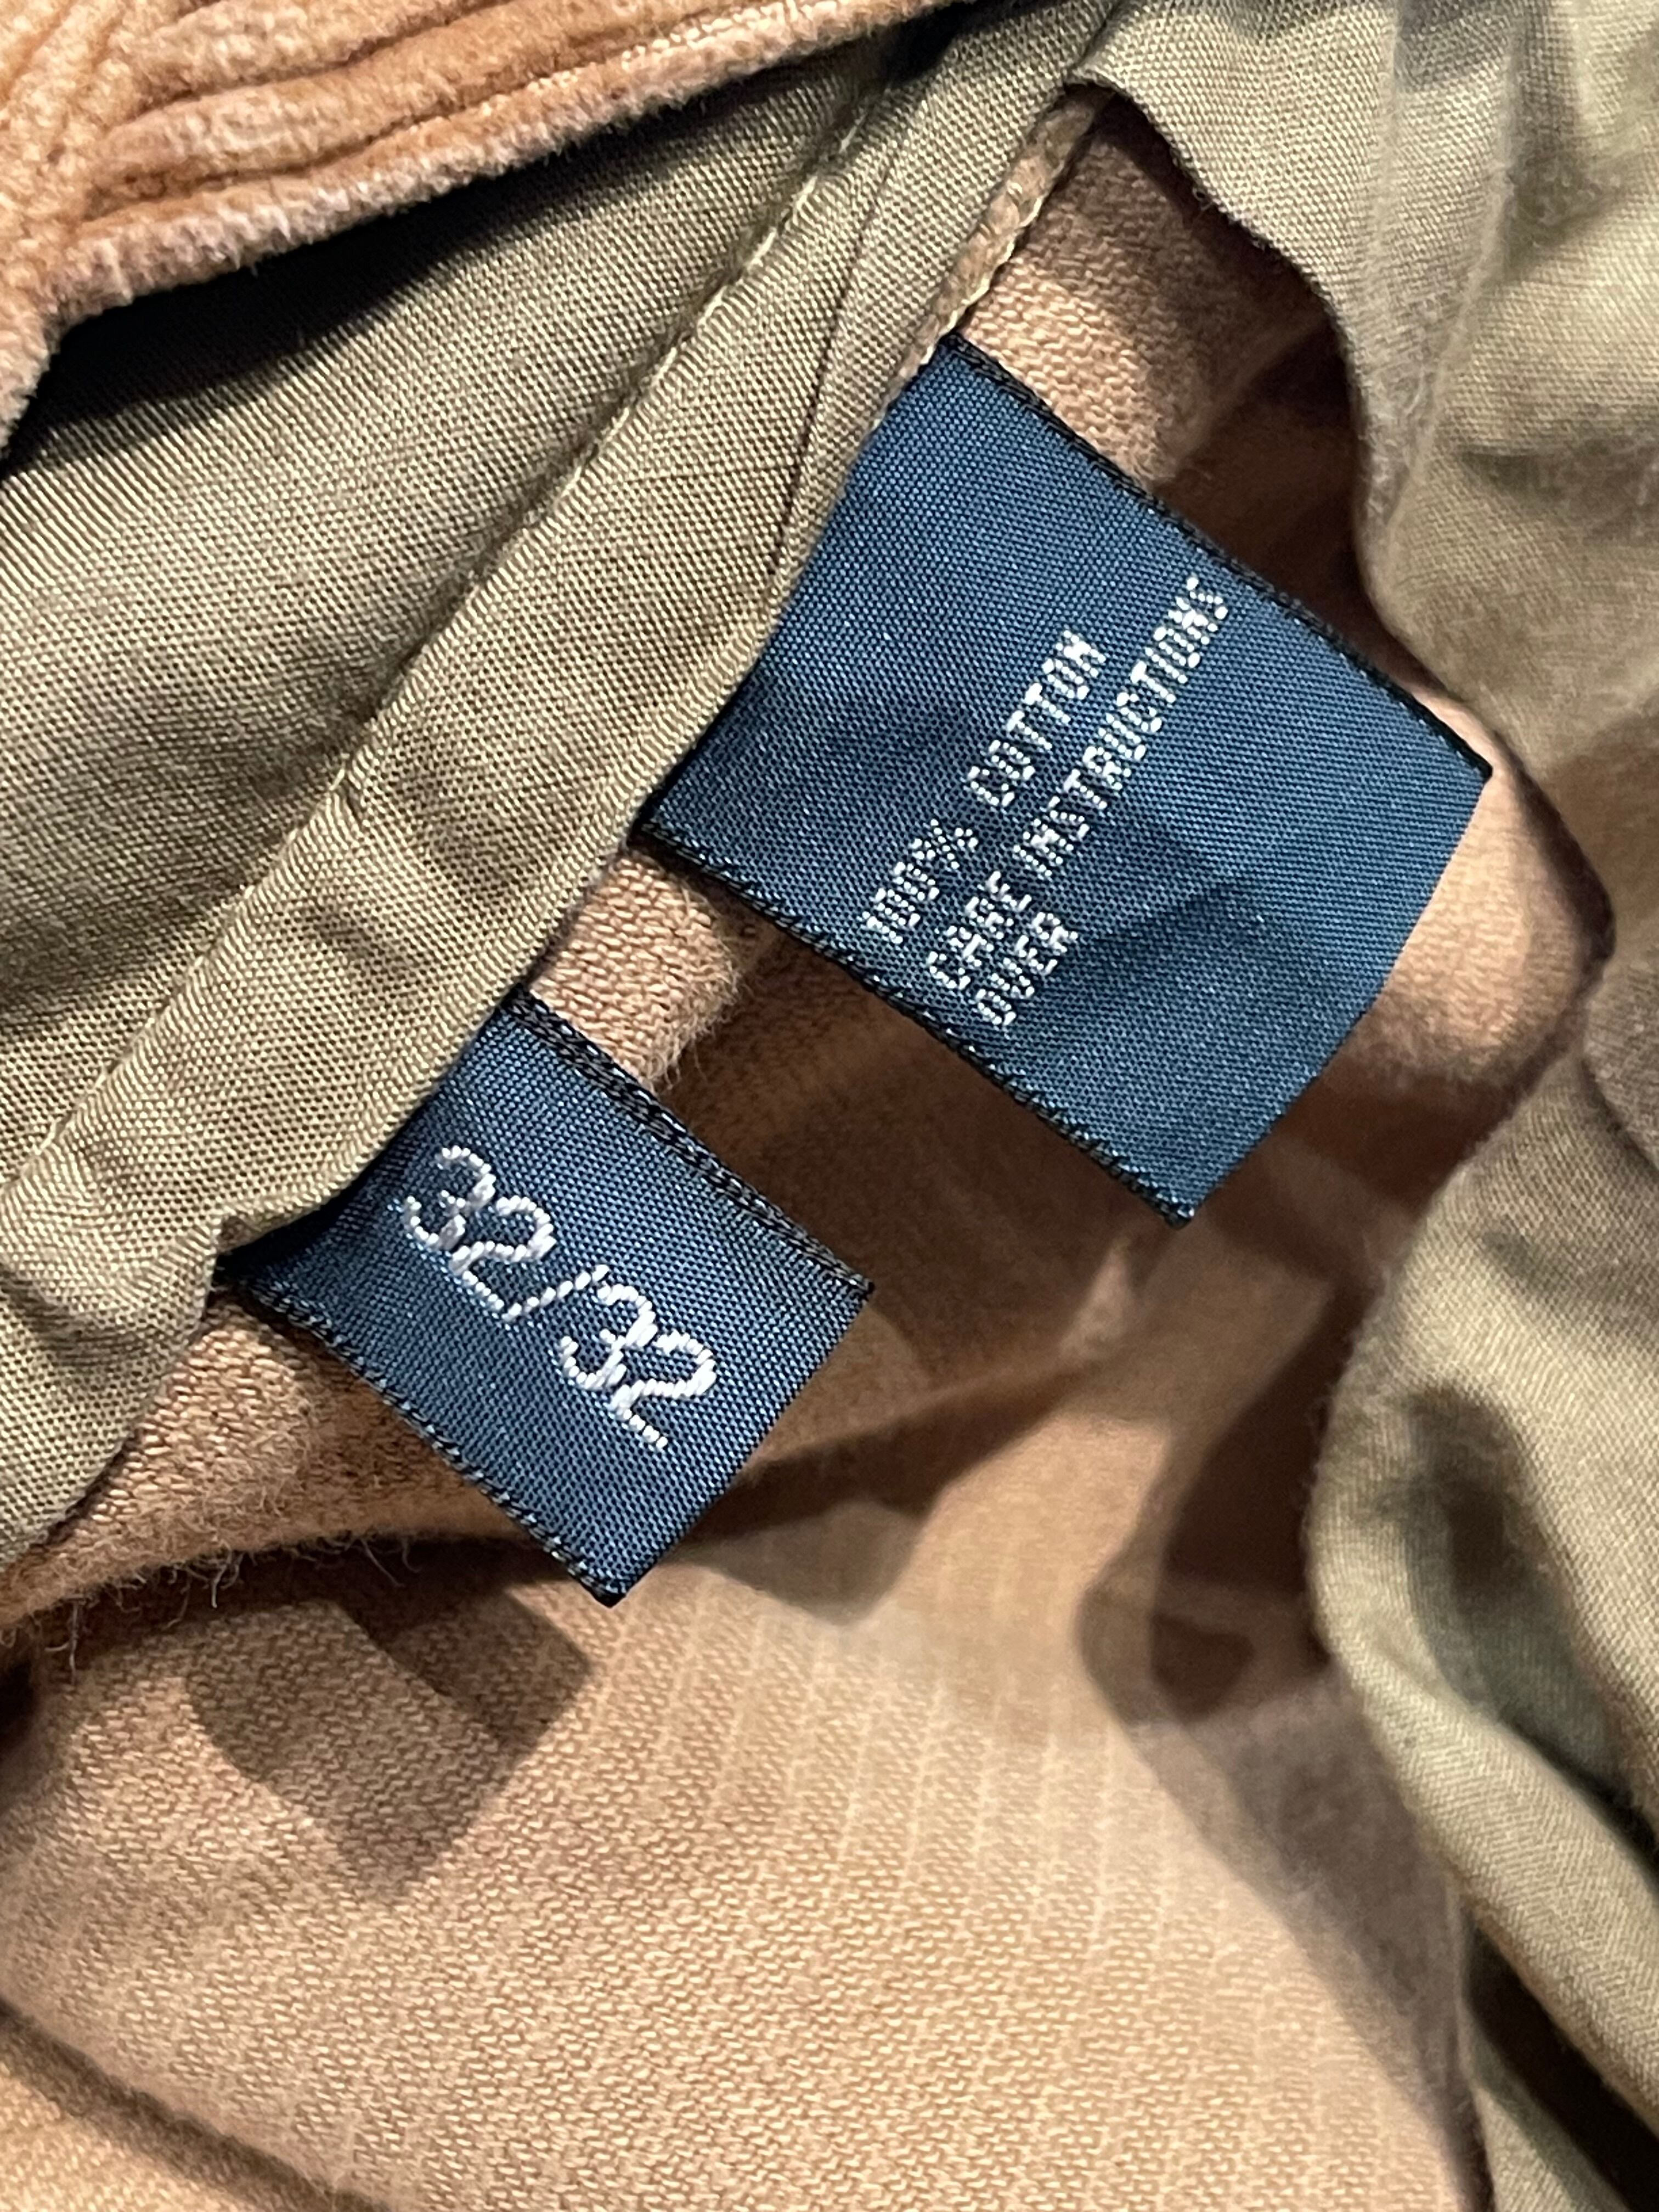 100% COTTON
CARE INSTRUCTIONS
OVER
32/32